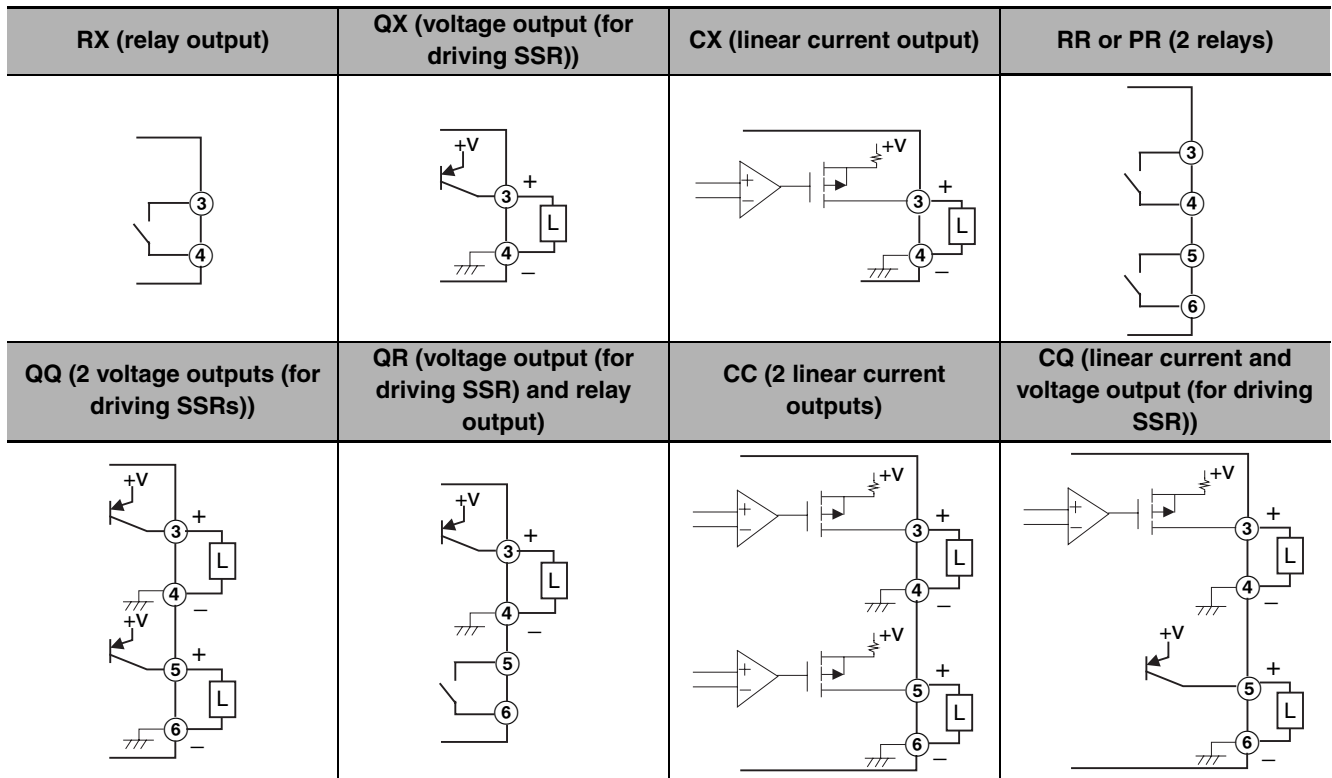 RX (relay output)
QX (voltage output (for
driving SSR))
CX (linear current output)
RR or PR (2 relays)
3
4
+V
3
+
L
4
–
+
–
+V
3
+
L
4
–
3
4
5
6
QQ (2 voltage outputs (for
driving SSRs))
QR (voltage output (for
driving SSR) and relay
output)
CC (2 linear current
outputs)
CQ (linear current and
voltage output (for driving
SSR))
+V
3
+
L
4
–
+V
5
+
L
6
–
+V
3
+
L
4
–
5
6
+
–
+V
3
+
L
4
–
+
–
+V
5
+
L
6
–
+
–
+V
3
+
L
4
–
+V
5
+
L
6
–